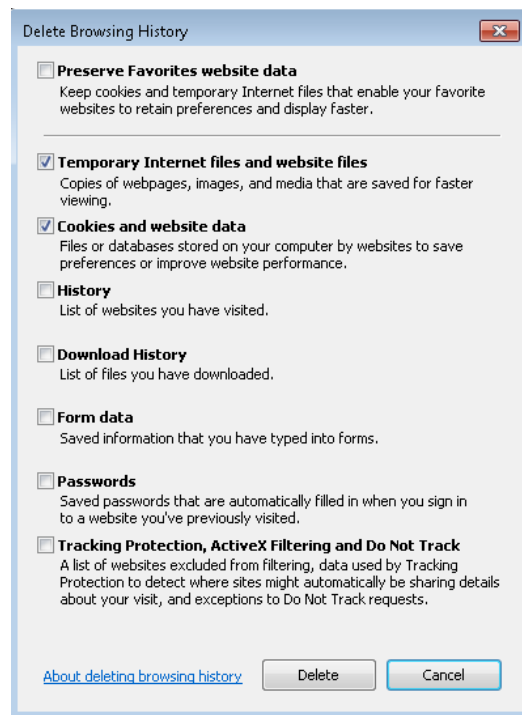 Delete Browsing History
Preserve Favorites website data
Keep cookies and temporary Internet files that enable your favorite
websites to retain preferences and display faster.
Temporary Internet files and website files
Copies of webpages, images, and media that are saved for faster
viewing.
Cookies and website data
Files or databases stored on your computer by websites to save
preferences or improve website performance.
History
List of websites you have visited.
Download History
List of files you have downloaded.
Form data
Saved information that you have typed into forms.
Passwords
Saved passwords that are automatically filled in when you sign in
to a website you've previously visited.
Tracking Protection, ActiveX Filtering and Do Not Track
A list of websites excluded from filtering, data used by Tracking
Protection to detect where sites might automatically be sharing details
about your visit, and exceptions to Do Not Track requests.
About deleting browsing history Delete Cancel